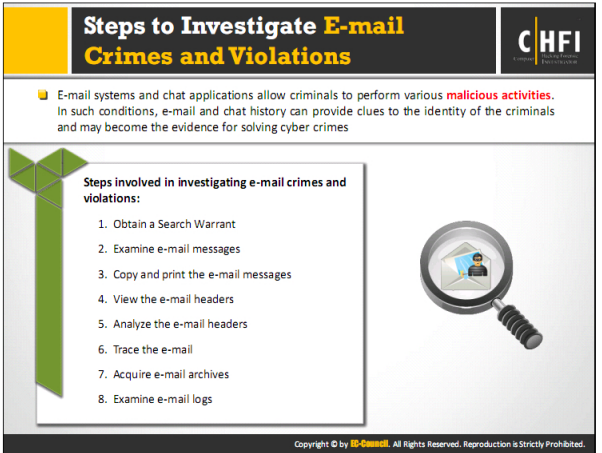 Steps to Investigate E-mail
Crimes and Violations
CHFI
Computer Hacking Forensic
INVESTIGATOR
E-mail systems and chat applications allow criminals to perform various malicious activities.
In such conditions, e-mail and chat history can provide clues to the identity of the criminals
and may become the evidence for solving cyber crimes
Steps involved in investigating e-mail crimes and
violations:
1. Obtain a Search Warrant
2. Examine e-mail messages
3. Copy and print the e-mail messages
4. View the e-mail headers
5. Analyze the e-mail headers
6. Trace the e-mail
7. Acquire e-mail archives
8. Examine e-mail logs
Copyright © by EC-Council. All Rights Reserved. Reproduction is Strictly Prohibited.